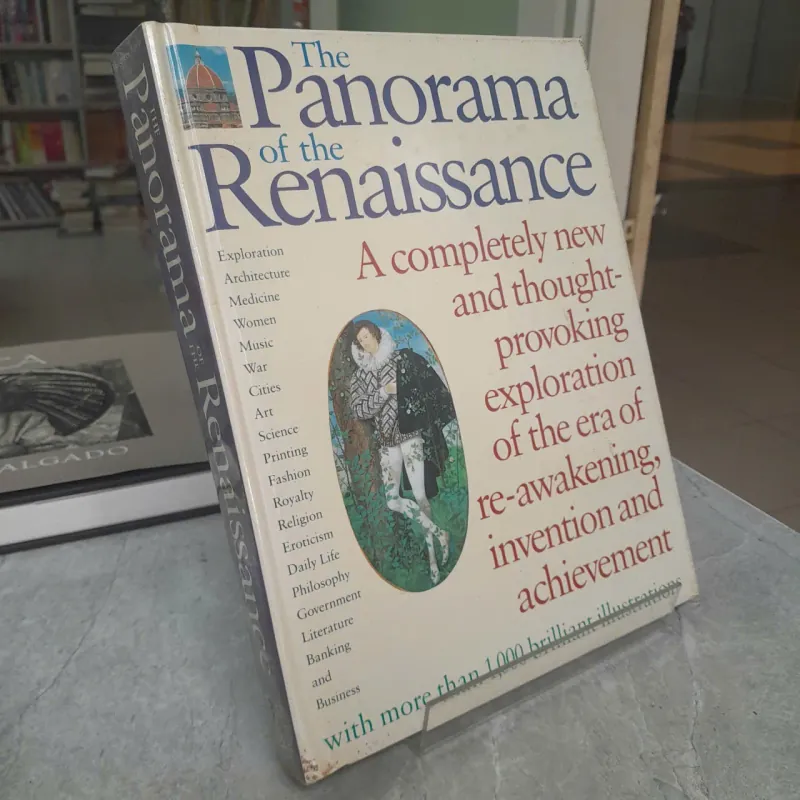 The
Panorama
of the
Renaissance
Exploration
Architecture
Medicine
Women
Music
War
Cities
Art
Science
Printing
Fashion
Royalty
Religion
Eroticism
Daily Life
Philosophy
Government
Literature
Banking
and
Business
A completely new
and thought-
provoking
exploration
of the era of
re-awakening,
invention and
achievement
with more than 1,000 brilliant illustrations
THE
Panorama
OF THE
Renaissance
ALGADO